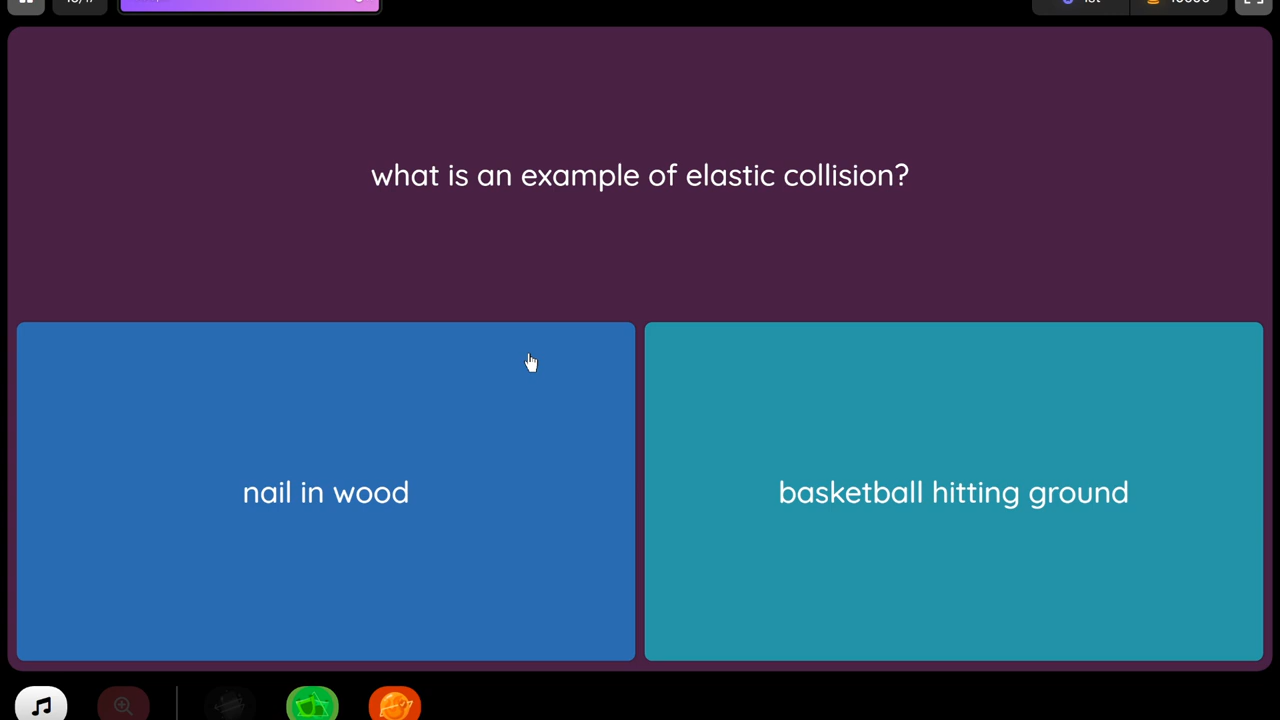 what is an example of elastic collision?
nail in wood
basketball hitting ground